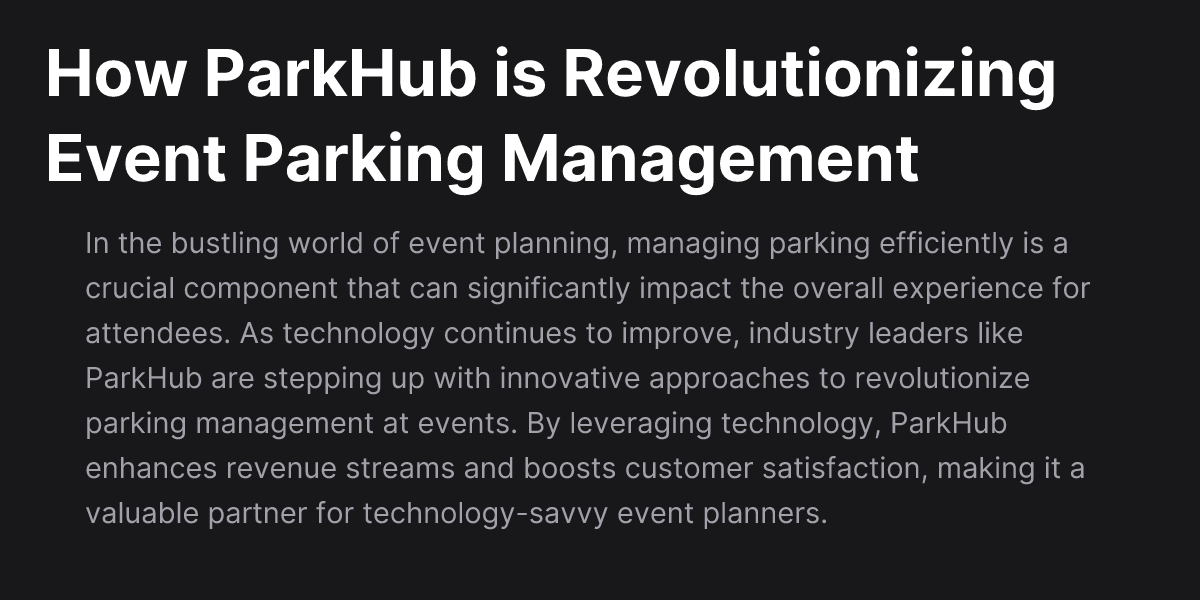 How ParkHub is Revolutionizing
Event Parking Management
In the bustling world of event planning, managing parking efficiently is a
crucial component that can significantly impact the overall experience for
attendees. As technology continues to improve, industry leaders like
ParkHub are stepping up with innovative approaches to revolutionize
parking management at events. By leveraging technology, ParkHub
enhances revenue streams and boosts customer satisfaction, making it a
valuable partner for technology-savvy event planners.